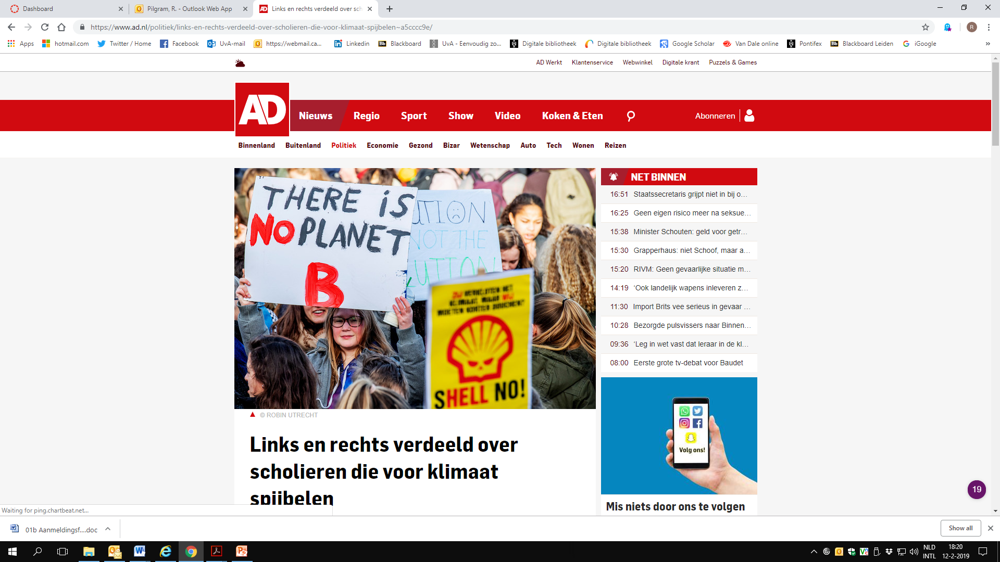 Dashboard
Pilgram, R. - Outlook Web App
Links en rechts verdeeld over sch
https://www.ad.nl/politiek/links-en-rechts-verdeeld-over-scholieren-die-voor-klimaat-spijbelen~a5cccc9e/
R
Apps
hotmail.com
Twitter / Home
Facebook
UvA-mail
https://webmail.ca...
Linkedin
Bb Blackboard
UvA - Eenvoudig zo...
Digitale bibliotheek
Digitale bibliotheek
Google Scholar
Van Dale online
Pontifex
Bb Blackboard Leiden
iGoogle
»
AD Werkt
Klantenservice
Webwinkel
Digitale krant
Puzzels & Games
AD
Nieuws
Regio
Sport
Show
Video
Koken & Eten
Abonneren
Binnenland
Buitenland
Politiek
Economie
Gezond
Bizar
Wetenschap
Auto
Tech
Wonen
Reizen
THERE iS
NO PLANET
B
NOT THE
SHELL NO!
© ROBIN UTRECHT
Links en rechts verdeeld over
scholieren die voor klimaat
spijbelen
NET BINNEN
16:51 Staatssecretaris grijpt niet in bij o...
16:25 Geen eigen risico meer na seksue...
15:38 Minister Schouten: geld voor getr...
15:30 Grapperhaus: niet Schoof, maar a...
15:20 RIVM: Geen gevaarlijke situatie m...
14:19 ‘Ook landelijk wapens inleveren z...
11:30 Import Brits vee serieus in gevaar ...
10:28 Bezorgde pulsvissers naar Binnen...
09:36 ‘Leg in wet vast dat leraar in de kl...
08:00 Eerste grote tv-debat voor Baudet
Volg ons!
Mis niets door ons te volgen
19
Waiting for ping.chartbeat.net...
01b Aanmeldingsf....doc
Show all
NLD
INTL
18:20
12-2-2019